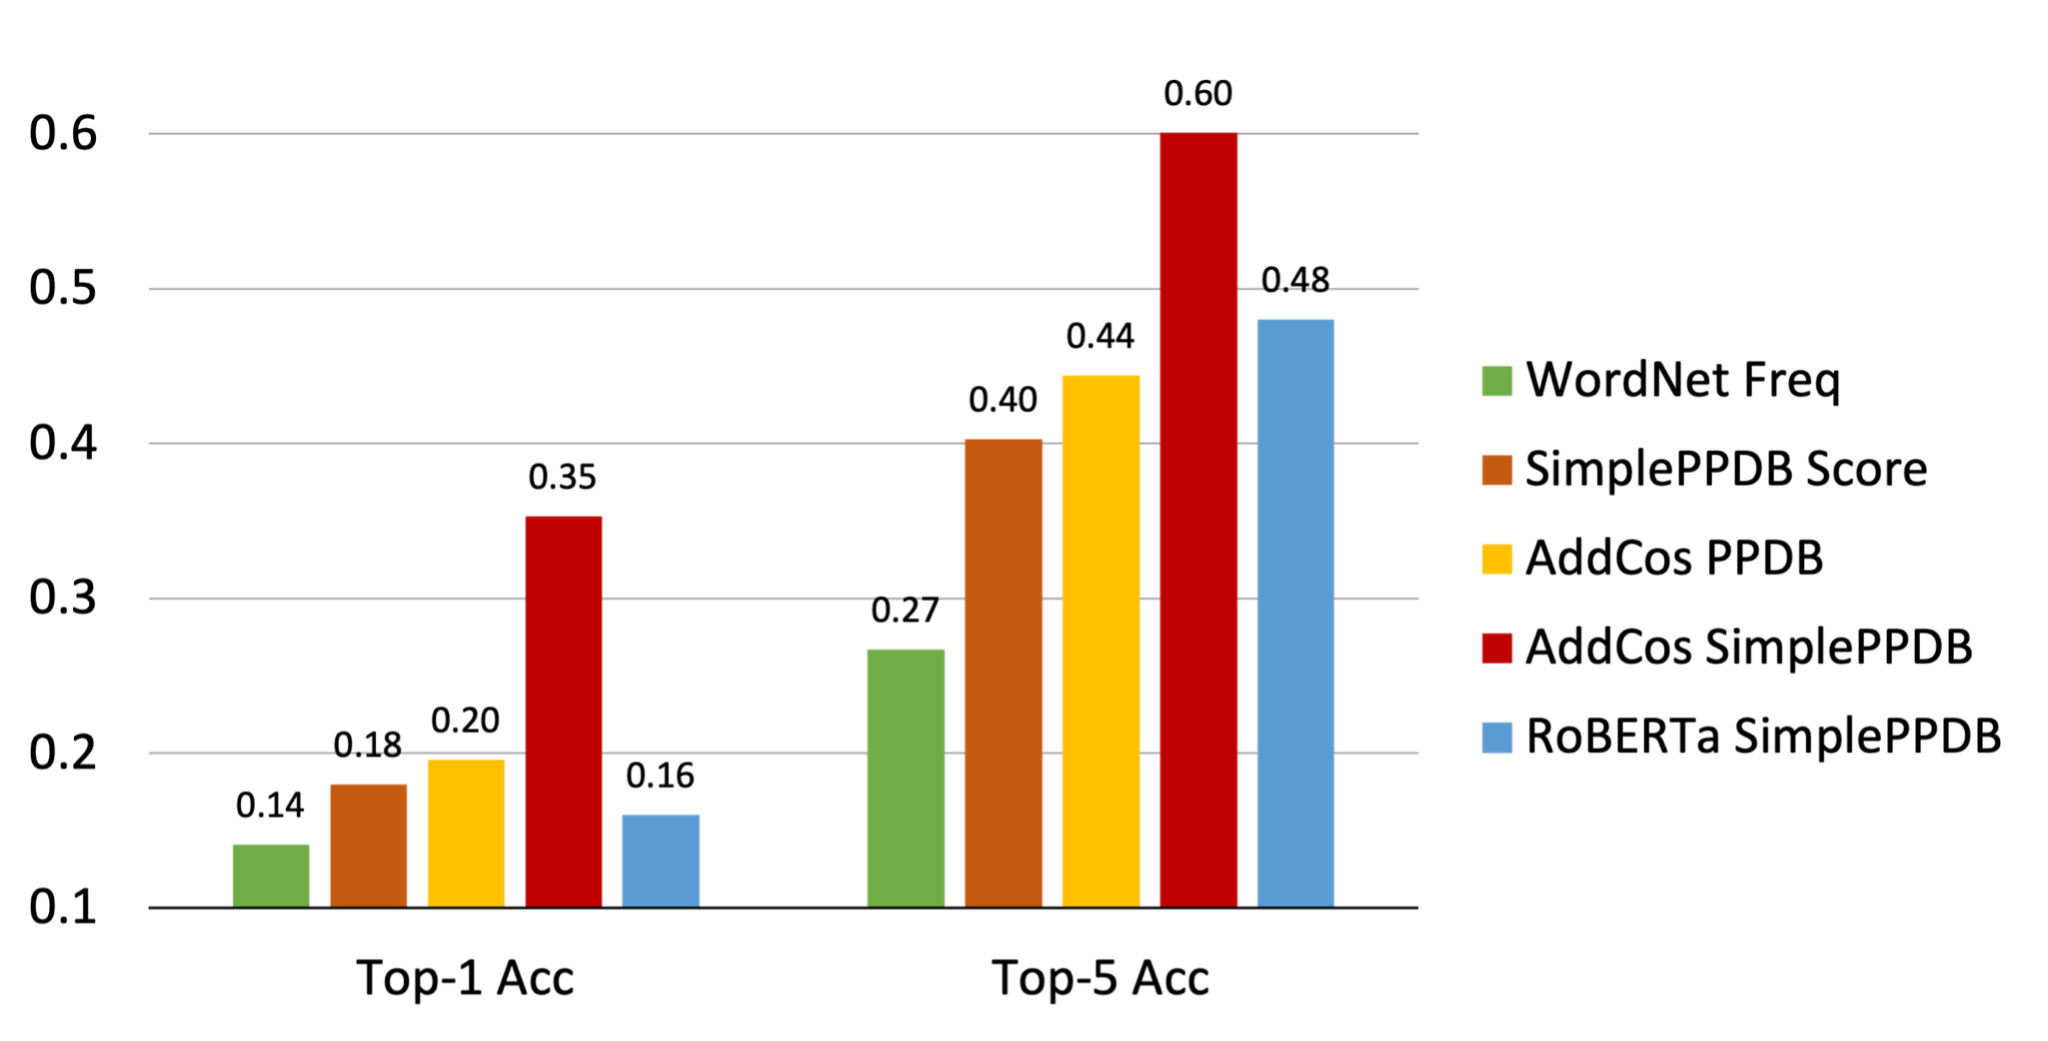 0.6
0.5
0.4
0.3
0.2
0.1
0.14
0.18
0.20
0.35
0.16
0.27
0.40
0.44
0.60
0.48
Top-1 Acc
Top-5 Acc
WordNet Freq
SimplePPDB Score
AddCos PPDB
AddCos SimplePPDB
RoBERTa SimplePPDB